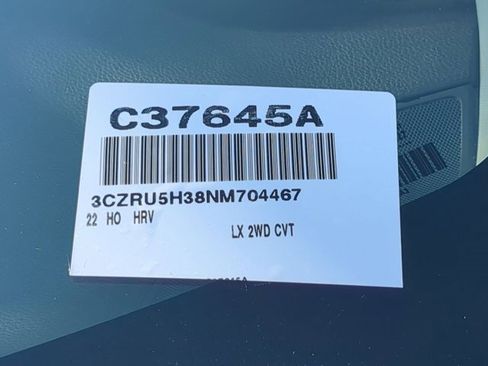 C37645A
3CZRU5H38NM704467
22 HO HRV
LX 2WD CVT